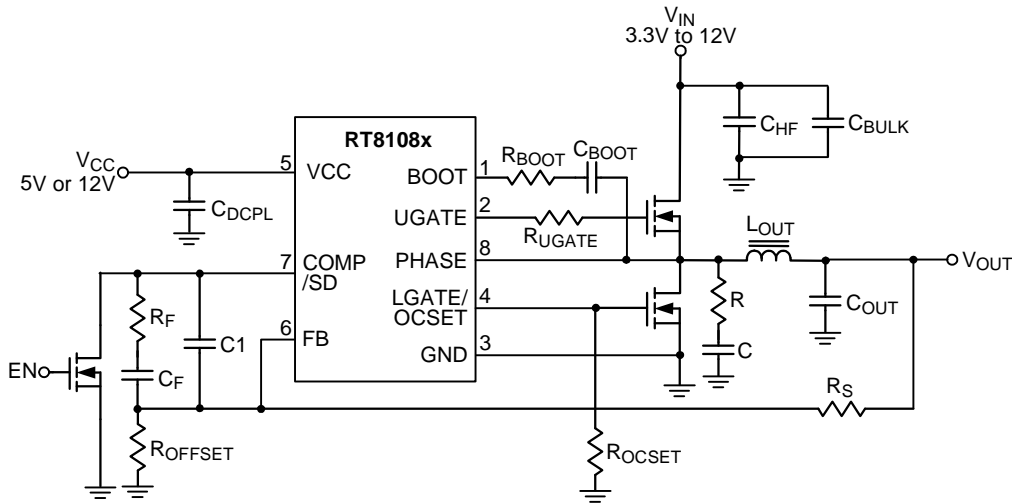 VIN
3.3V to 12V
CHF
CBULK
RT8108x
VCC
5V or 12V
5
VCC
BOOT
1
RBOOT
CBOOT
CDCPL
UGATE
2
RUGATE
LOUT
7
COMP
/SD
PHASE
8
VOUT
LGATE/
OCSET
4
R
COUT
RF
C1
6
FB
GND
3
C
EN
CF
RS
ROFFSET
ROCSET